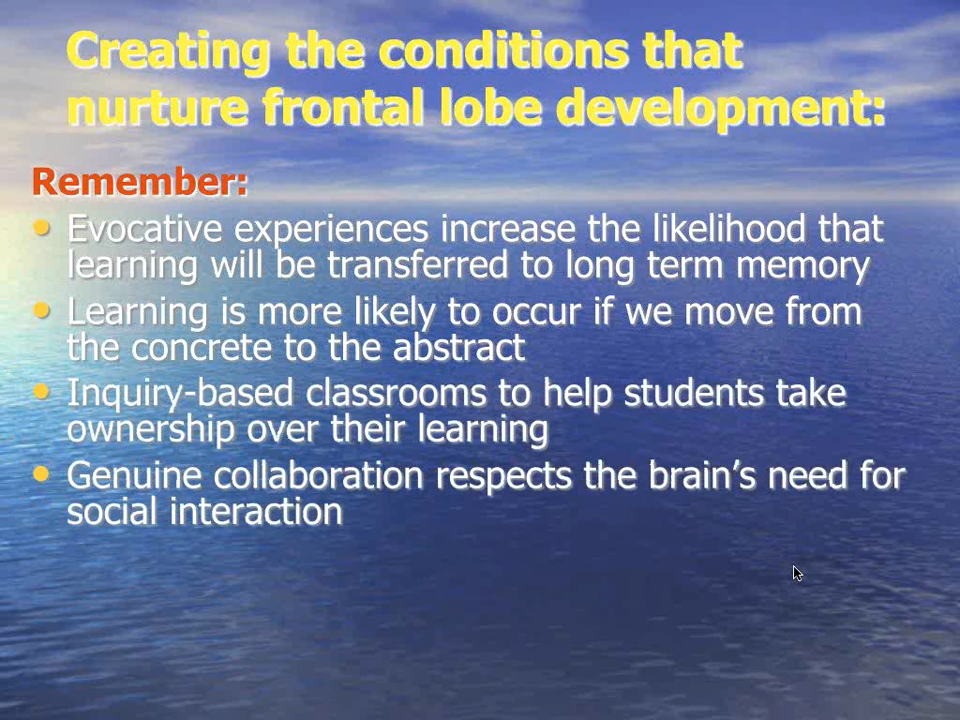 Creating the conditions that
nurture frontal lobe development:
Remember:
• Evocative experiences increase the likelihood that
learning will be transferred to long term memory
• Learning is more likely to occur if we move from
the concrete to the abstract
• Inquiry-based classrooms to help students take
ownership over their learning
• Genuine collaboration respects the brain’s need for
social interaction